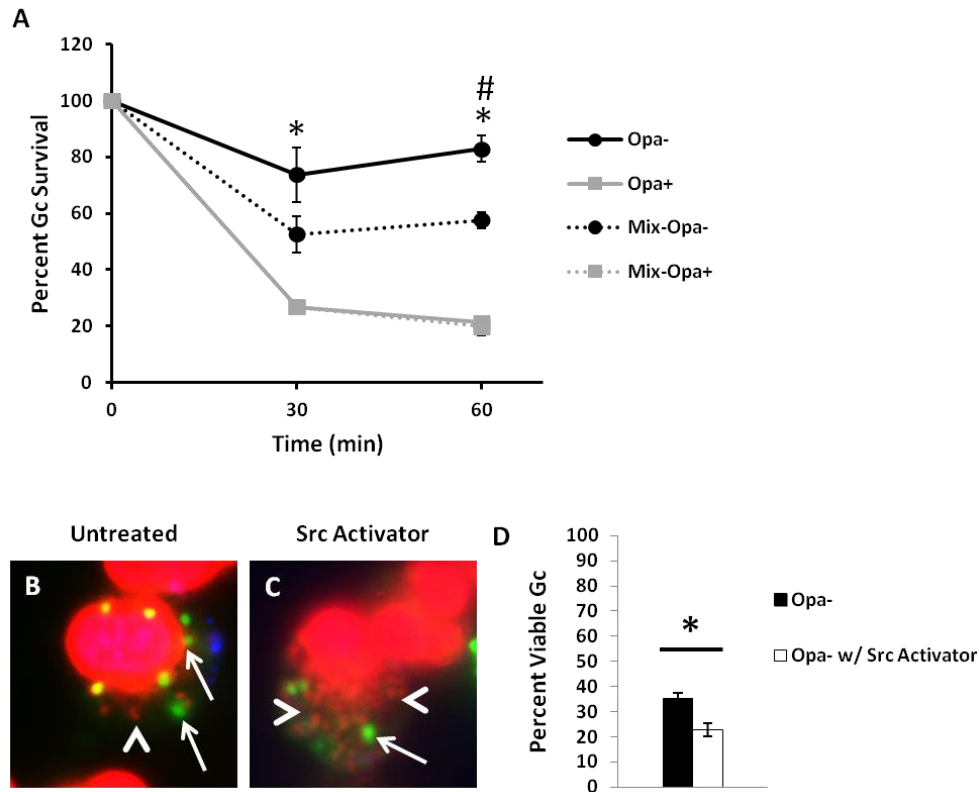 A
120
100
80
60
40
20
0
0 30 60
Percent Gc Survival
Time (min)
*
#
*
Opa-
Opa+
Mix-Opa-
Mix-Opa+
Untreated
B
Src Activator
C
D
100
90
80
70
60
50
40
30
20
10
0
Percent Viable Gc
*
Opa-
Opa- w/ Src Activator